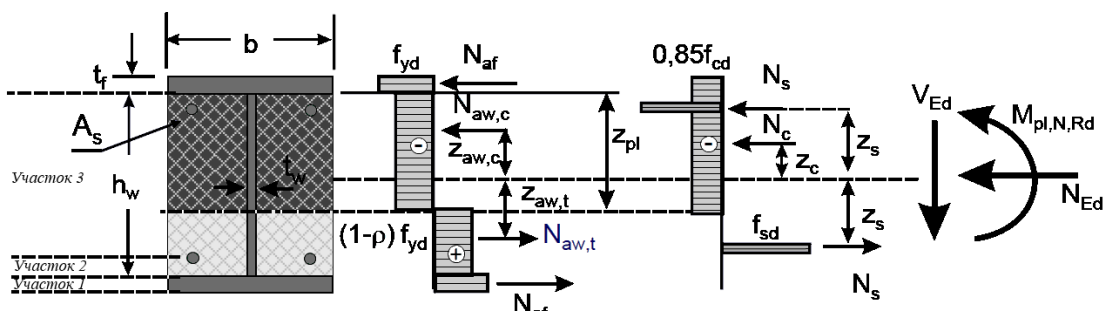 b
t_f
A_s
Участок 3
h_w
t_w
Участок 2
Участок 1
f_yd
N_af
N_aw,c
z_aw,c
z_pl
z_aw,t
(1-ρ) f_yd
N_aw,t
0,85f_cd
N_s
N_c
z_c
z_s
z_s
f_sd
N_s
V_Ed
M_pl,N,Rd
N_Ed